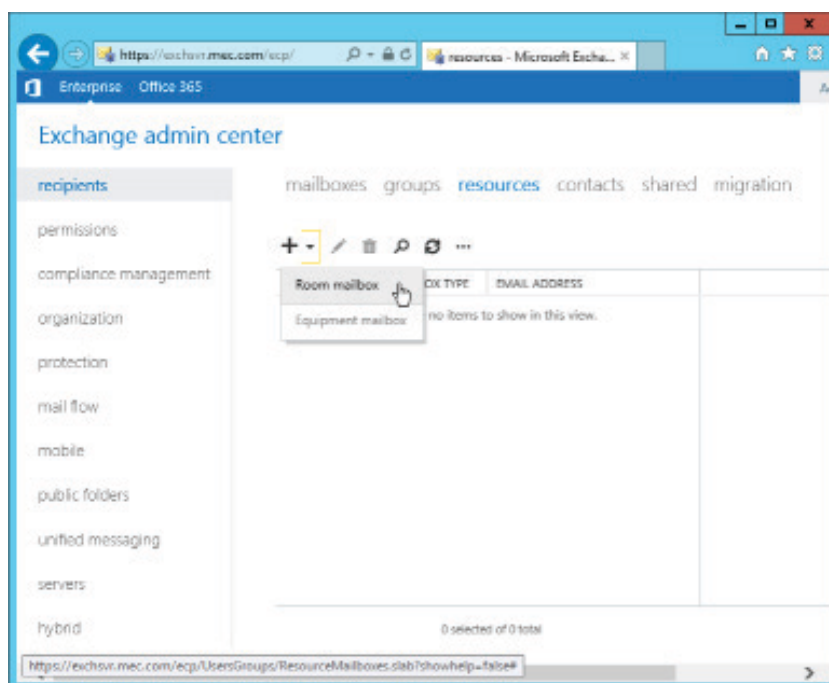 https://exchsvr.mec.com/ecp/
resources - Microsoft Excha...
Enterprise Office 365
Exchange admin center
recipients
permissions
compliance management
organization
protection
mail flow
mobile
public folders
unified messaging
servers
hybrid
mailboxes groups resources contacts shared migration
Room mailbox
Equipment mailbox
OX TYPE EMAIL ADDRESS
no items to show in this view.
0 selected of 0 total
https://exchsvr.mec.com/ecp/UsersGroups/ResourceMailboxes.slab?showhelp=false#